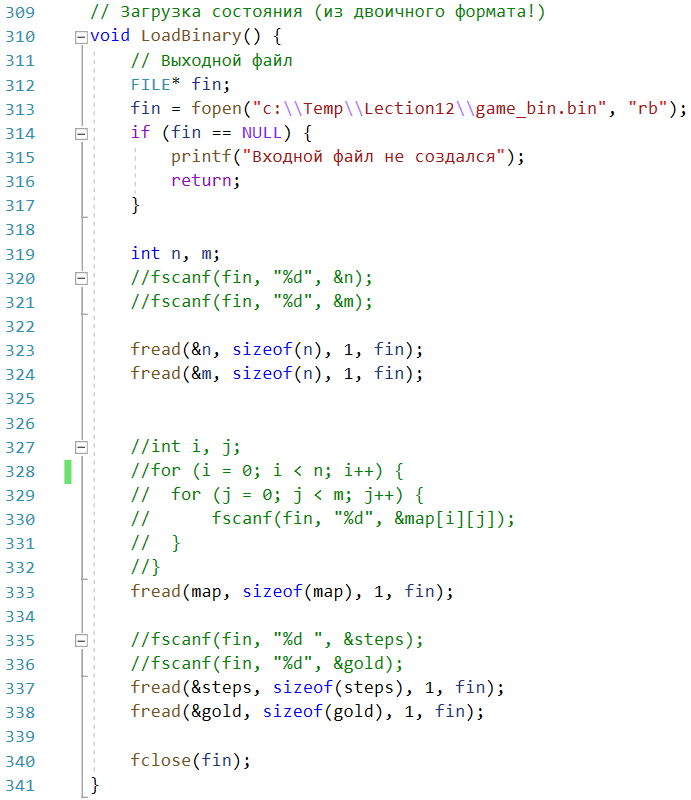 309 // Загрузка состояния (из двоичного формата!)
310 void LoadBinary() {
311     // Выходной файл
312     FILE* fin;
313     fin = fopen("c:\\Temp\\Lection12\\game_bin.bin", "rb");
314     if (fin == NULL) {
315         printf("Входной файл не создался");
316         return;
317     }
318
319     int n, m;
320     //fscanf(fin, "%d", &n);
321     //fscanf(fin, "%d", &m);
322
323     fread(&n, sizeof(n), 1, fin);
324     fread(&m, sizeof(n), 1, fin);
325
326
327     //int i, j;
328     //for (i = 0; i < n; i++) {
329     //  for (j = 0; j < m; j++) {
330     //      fscanf(fin, "%d", &map[i][j]);
331     //  }
332     //}
333     fread(map, sizeof(map), 1, fin);
334
335     //fscanf(fin, "%d ", &steps);
336     //fscanf(fin, "%d", &gold);
337     fread(&steps, sizeof(steps), 1, fin);
338     fread(&gold, sizeof(gold), 1, fin);
339
340     fclose(fin);
341 }